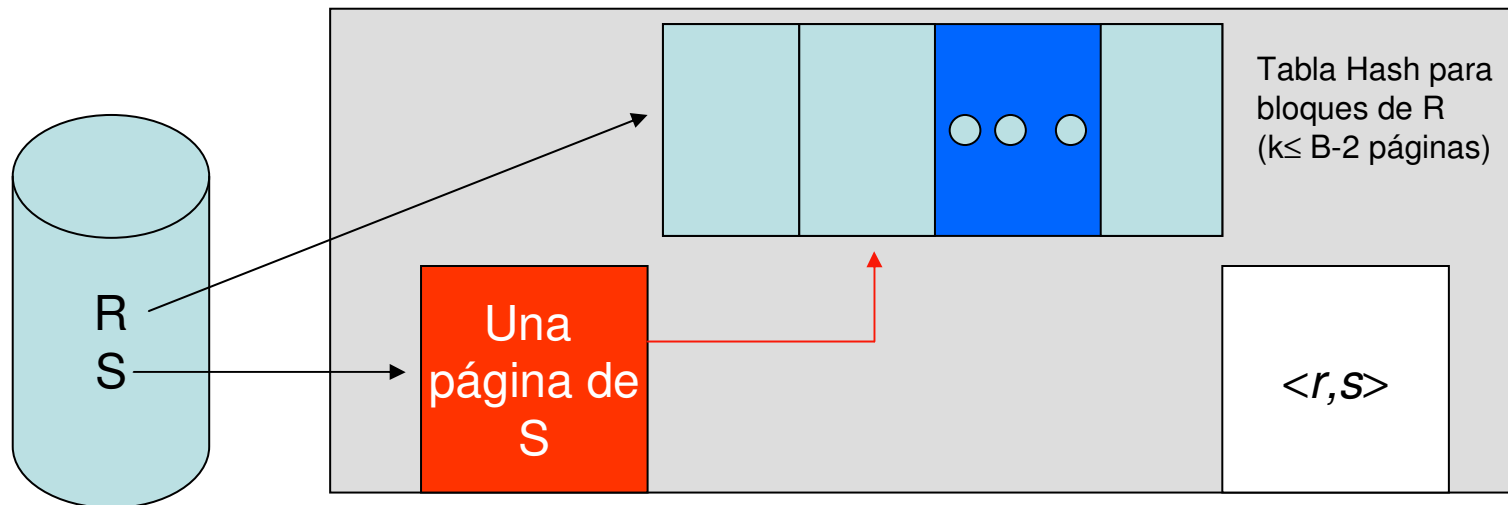 Tabla Hash para
bloques de R
(k≤ B-2 páginas)
R
S
Una
página de
S
<r,s>